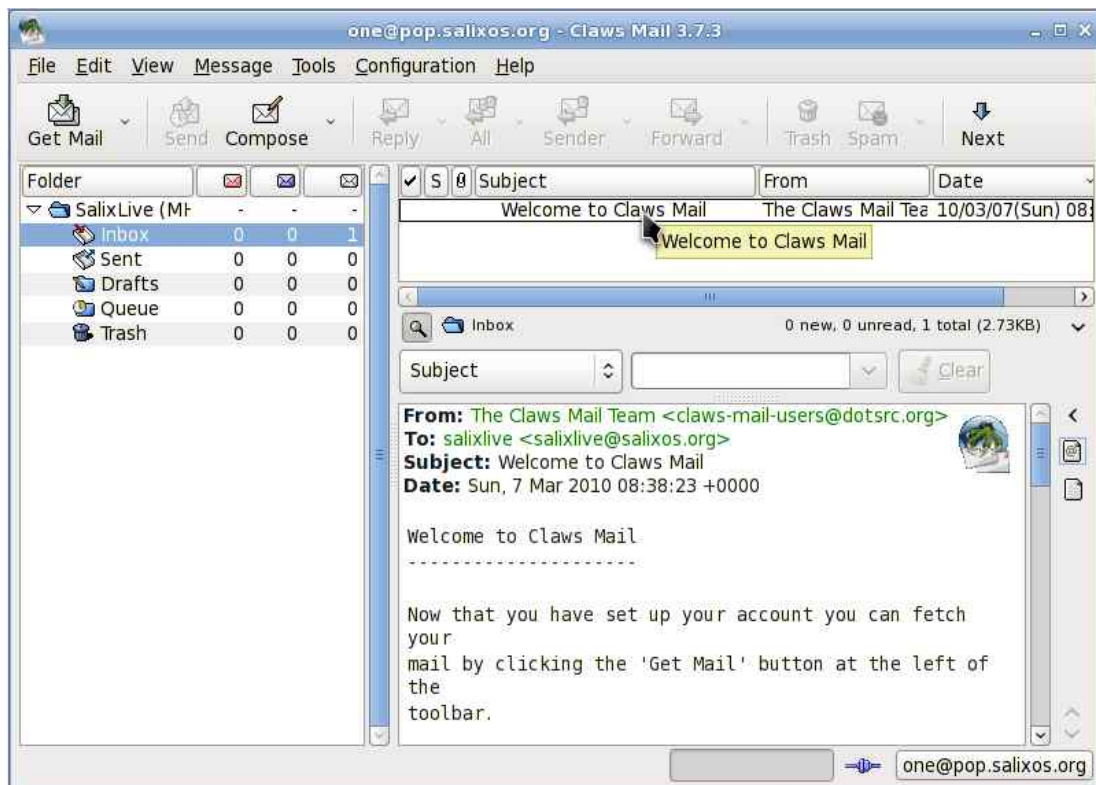 one@pop.salixos.org - Claws Mail 3.7.3
File Edit View Message Tools Configuration Help
Get Mail Send Compose Reply All Sender Forward Trash Spam Next
Folder
SalixLive (MH - - -
Inbox 0 0 1
Sent 0 0 0
Drafts 0 0 0
Queue 0 0 0
Trash 0 0 0
S Subject From Date
Welcome to Claws Mail The Claws Mail Tea 10/03/07(Sun) 08:
Welcome to Claws Mail
Inbox 0 new, 0 unread, 1 total (2.73KB)
Subject Clear
From: The Claws Mail Team <claws-mail-users@dotsrc.org>
To: salixlive <salixlive@salixos.org>
Subject: Welcome to Claws Mail
Date: Sun, 7 Mar 2010 08:38:23 +0000
Welcome to Claws Mail
---------------------
Now that you have set up your account you can fetch
your
mail by clicking the 'Get Mail' button at the left of
the
toolbar.
one@pop.salixos.org